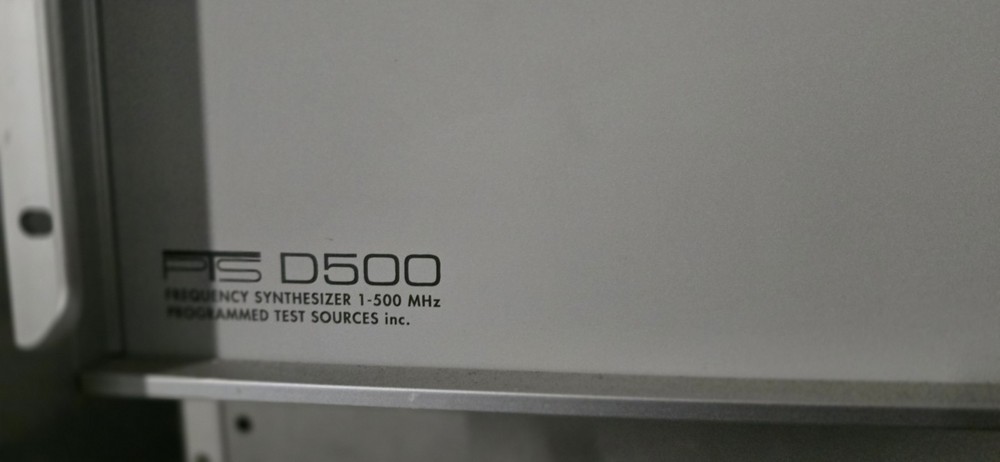 PTS D500
FREQUENCY SYNTHESIZER 1-500 MHz
PROGRAMMED TEST SOURCES inc.